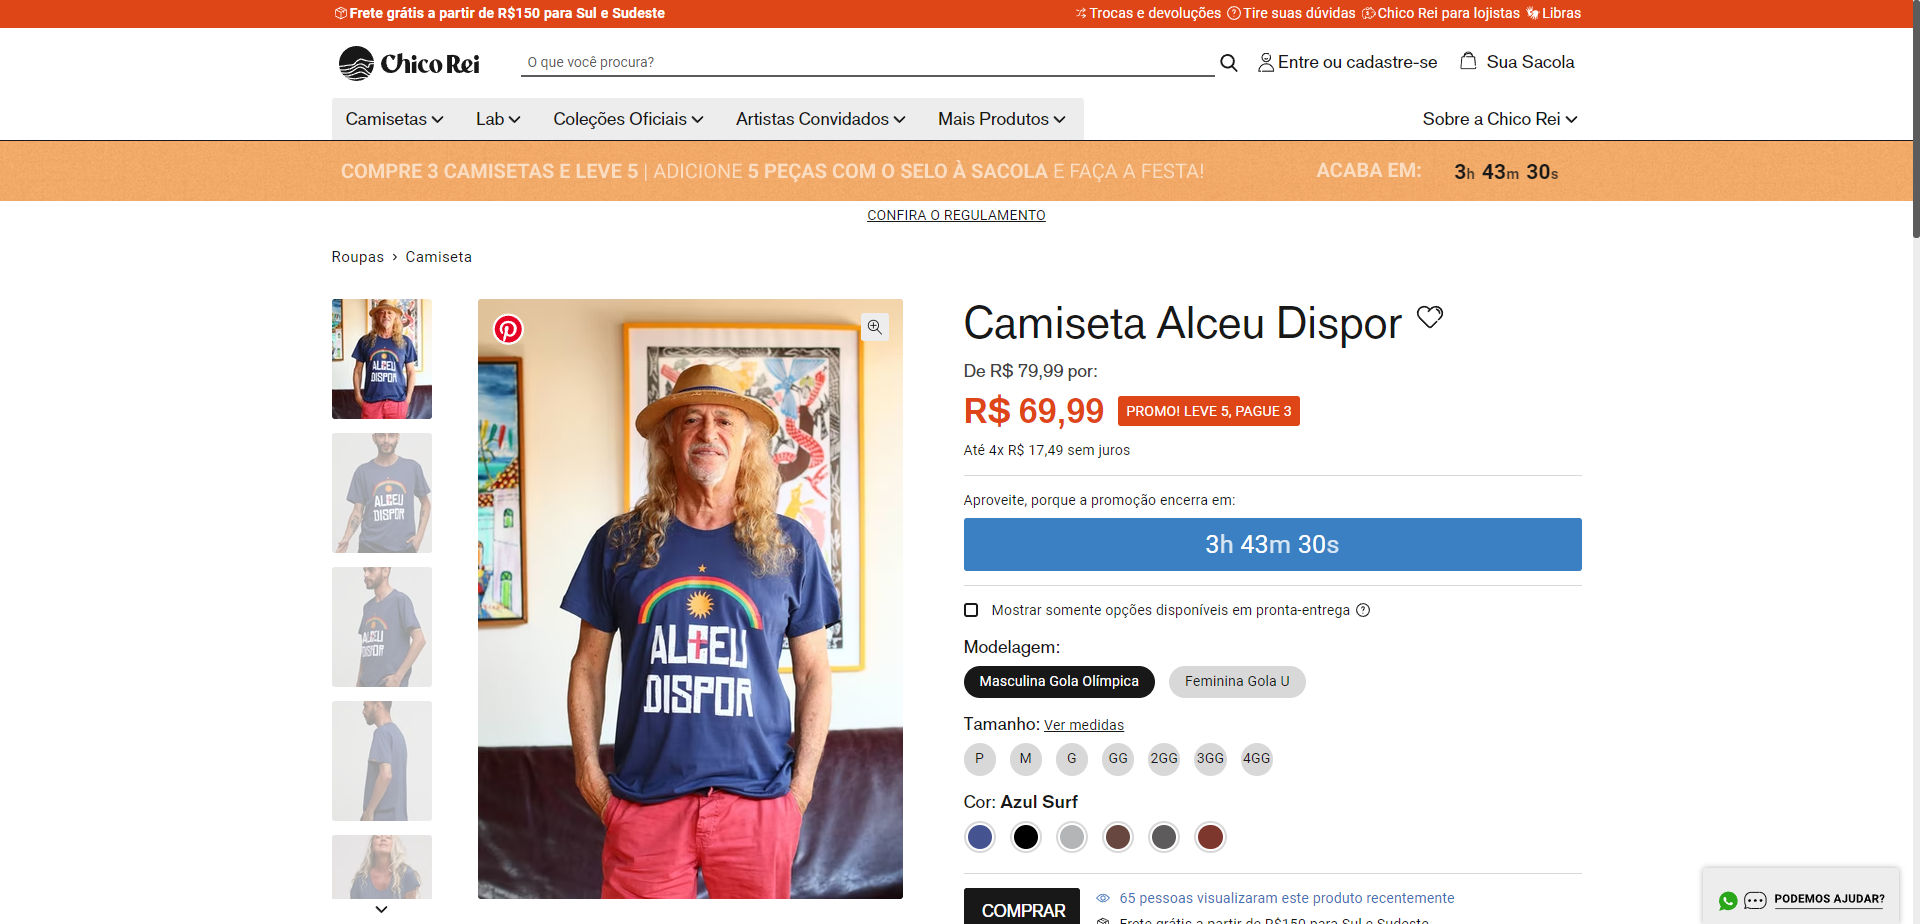 Frete grátis a partir de R$150 para Sul e Sudeste
Trocas e devoluções Tire suas dúvidas Chico Rei para lojistas Libras
Chico Rei
O que você procura?
Entre ou cadastre-se
Sua Sacola
Camisetas Lab Coleções Oficiais Artistas Convidados Mais Produtos
Sobre a Chico Rei
COMPRE 3 CAMISETAS E LEVE 5 | ADICIONE 5 PEÇAS COM O SELO À SACOLA E FAÇA A FESTA!
ACABA EM: 3h 43m 30s
CONFIRA O REGULAMENTO
Roupas › Camiseta
ALCEU
DISPOR
ALCEU
DISPOR
ALCEU
DISPOR
ALCEU
DISPOR
Camiseta Alceu Dispor
De R$ 79,99 por:
R$ 69,99 PROMO! LEVE 5, PAGUE 3
Até 4x R$ 17,49 sem juros
Aproveite, porque a promoção encerra em:
3h 43m 30s
Mostrar somente opções disponíveis em pronta-entrega
Modelagem:
Masculina Gola Olímpica Feminina Gola U
Tamanho: Ver medidas
P M G GG 2GG 3GG 4GG
Cor: Azul Surf
COMPRAR
65 pessoas visualizaram este produto recentemente
Frete grátis a partir de R$150 para Sul e Sudeste
PODEMOS AJUDAR?